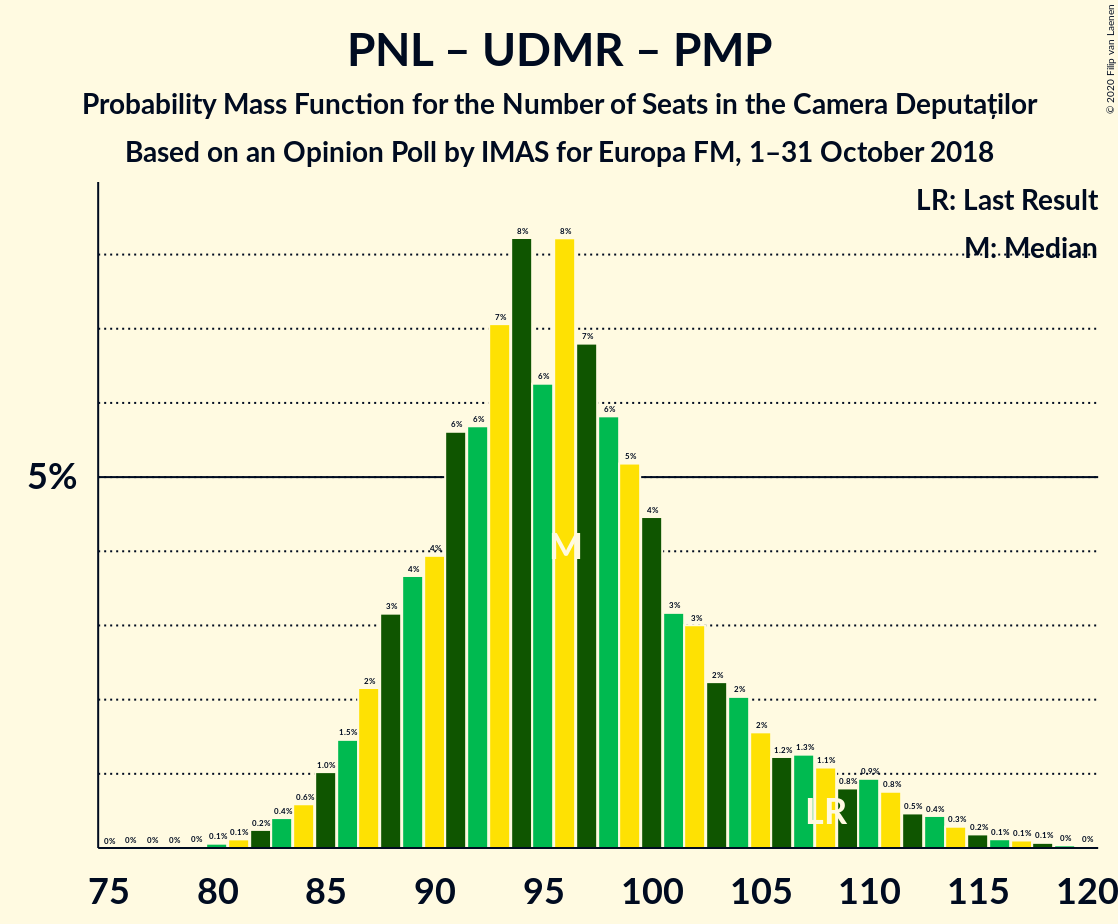 PNL – UDMR – PMP
Probability Mass Function for the Number of Seats in the Camera Deputaților
Based on an Opinion Poll by IMAS for Europa FM, 1–31 October 2018
© 2020 Filip van Laenen
LR: Last Result
M: Median
5%
0% 0% 0% 0% 0% 0.1% 0.1% 0.2% 0.4% 0.6% 1.0% 1.5% 2% 3% 4% 4% 6% 6% 7% 8% 6% 8% 7% 6% 5% 4% 3% 3% 2% 2% 2% 1.2% 1.3% 1.1% 0.8% 0.9% 0.8% 0.5% 0.4% 0.3% 0.2% 0.1% 0.1% 0.1% 0% 0%
M
LR
75 80 85 90 95 100 105 110 115 120